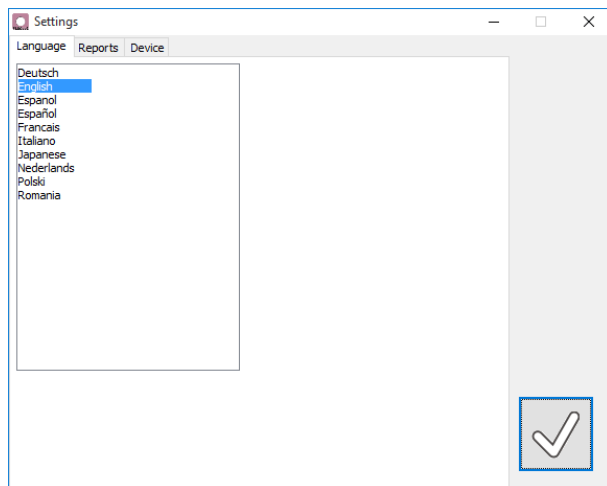 Settings
Language Reports Device
Deutsch
English
Espanol
Español
Francais
Italiano
Japanese
Nederlands
Polski
Romania